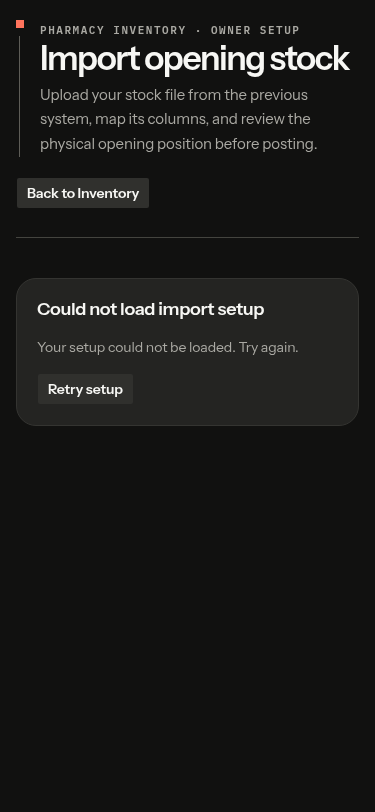 PHARMACY INVENTORY · OWNER SETUP
Import opening stock
Upload your stock file from the previous
system, map its columns, and review the
physical opening position before posting.
Back to Inventory
Could not load import setup
Your setup could not be loaded. Try again.
Retry setup